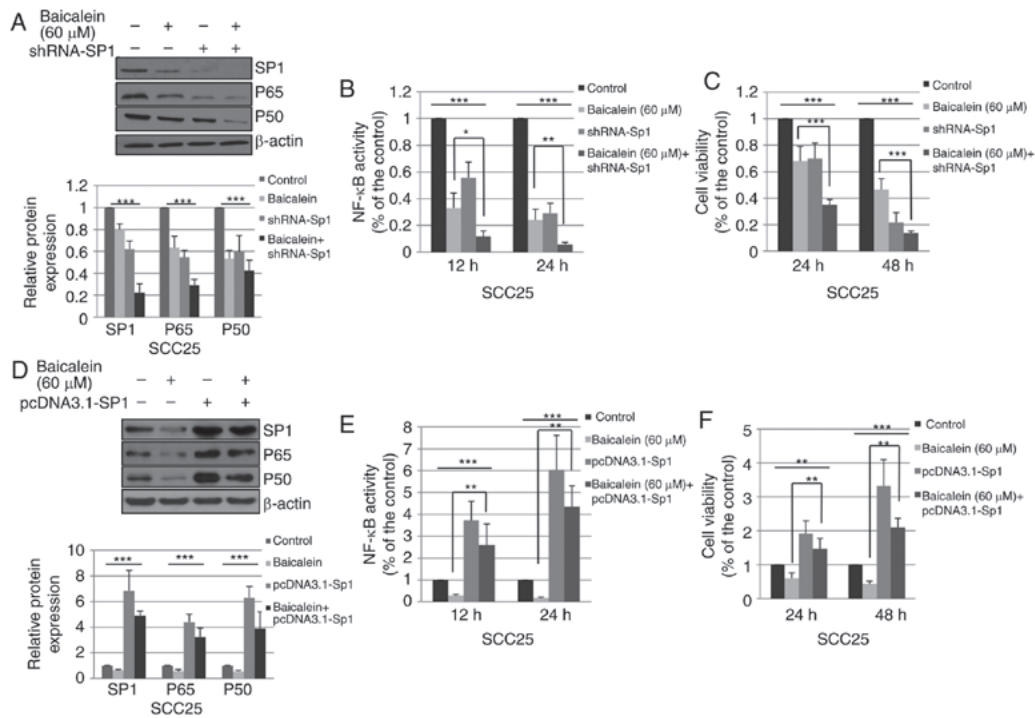 A
Baicalein
(60 μM) – + – +
shRNA-SP1 – – + +
SP1
P65
P50
β-actin
Relative protein
expression
1.2
1
0.8
0.6
0.4
0.2
0
***
***
***
SP1 P65 P50
SCC25
Control
Baicalein
shRNA-Sp1
Baicalein+
shRNA-Sp1
B
NF-κB activity
(% of the control)
1.2
1
0.8
0.6
0.4
0.2
0
***
*
***
**
12 h 24 h
SCC25
Control
Baicalein (60 μM)
shRNA-Sp1
Baicalein (60 μM)+
shRNA-Sp1
C
Cell viability
(% of the control)
1.2
1
0.8
0.6
0.4
0.2
0
***
***
***
***
24 h 48 h
SCC25
Control
Baicalein (60 μM)
shRNA-Sp1
Baicalein (60 μM)+
shRNA-Sp1
D
Baicalein
(60 μM) – + – +
pcDNA3.1-SP1 – – + +
SP1
P65
P50
β-actin
Relative protein
expression
10
8
6
4
2
0
***
***
***
SP1 P65 P50
SCC25
Control
Baicalein
pcDNA3.1-Sp1
Baicalein+
pcDNA3.1-Sp1
E
NF-κB activity
(% of the control)
8
7
6
5
4
3
2
1
0
***
**
***
**
12 h 24 h
SCC25
Control
Baicalein (60 μM)
pcDNA3.1-Sp1
Baicalein (60 μM)+
pcDNA3.1-Sp1
F
Cell viability
(% of the control)
5
4
3
2
1
0
**
**
***
**
24 h 48 h
SCC25
Control
Baicalein (60 μM)
pcDNA3.1-Sp1
Baicalein (60 μM)+
pcDNA3.1-Sp1